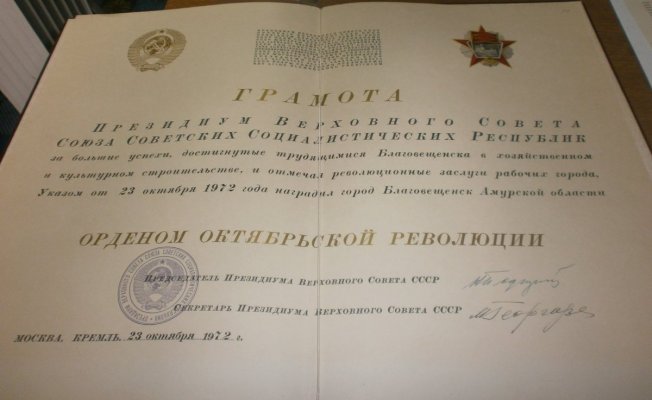 ГРАМОТА
ПРЕЗИДИУМ ВЕРХОВНОГО СОВЕТА
СОЮЗА СОВЕТСКИХ СОЦИАЛИСТИЧЕСКИХ РЕСПУБЛИК
за большие успехи, достигнутые трудящимися Благовещенска в хозяйственном
и культурном строительстве, и отмечая революционные заслуги рабочих города,
Указом от 23 октября 1972 года наградил город Благовещенск Амурской области
ОРДЕНОМ ОКТЯБРЬСКОЙ РЕВОЛЮЦИИ
ПРЕДСЕДАТЕЛЬ ПРЕЗИДИУМА ВЕРХОВНОГО СОВЕТА СССР
СЕКРЕТАРЬ ПРЕЗИДИУМА ВЕРХОВНОГО СОВЕТА СССР
МОСКВА, КРЕМЛЬ. 23 октября 1972 г.